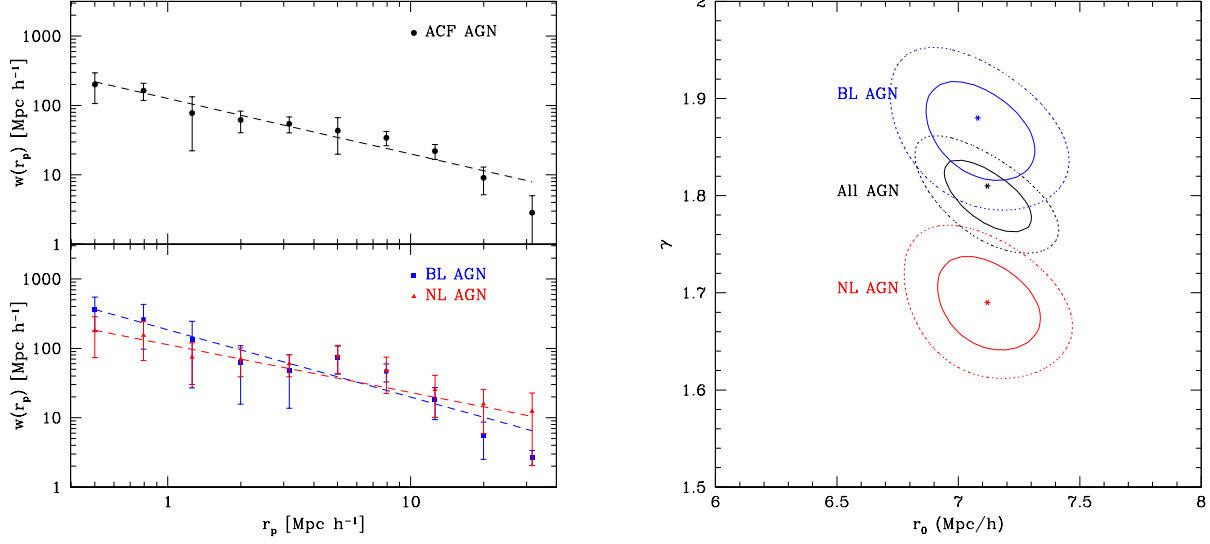 1000
100
10
1
w(r_p) [Mpc h⁻¹]
ACF AGN
1000
100
10
1
w(r_p) [Mpc h⁻¹]
BL AGN
NL AGN
1
10
r_p [Mpc h⁻¹]
2
1.9
1.8
1.7
1.6
1.5
γ
BL AGN
All AGN
NL AGN
6
6.5
7
7.5
8
r_0 (Mpc/h)